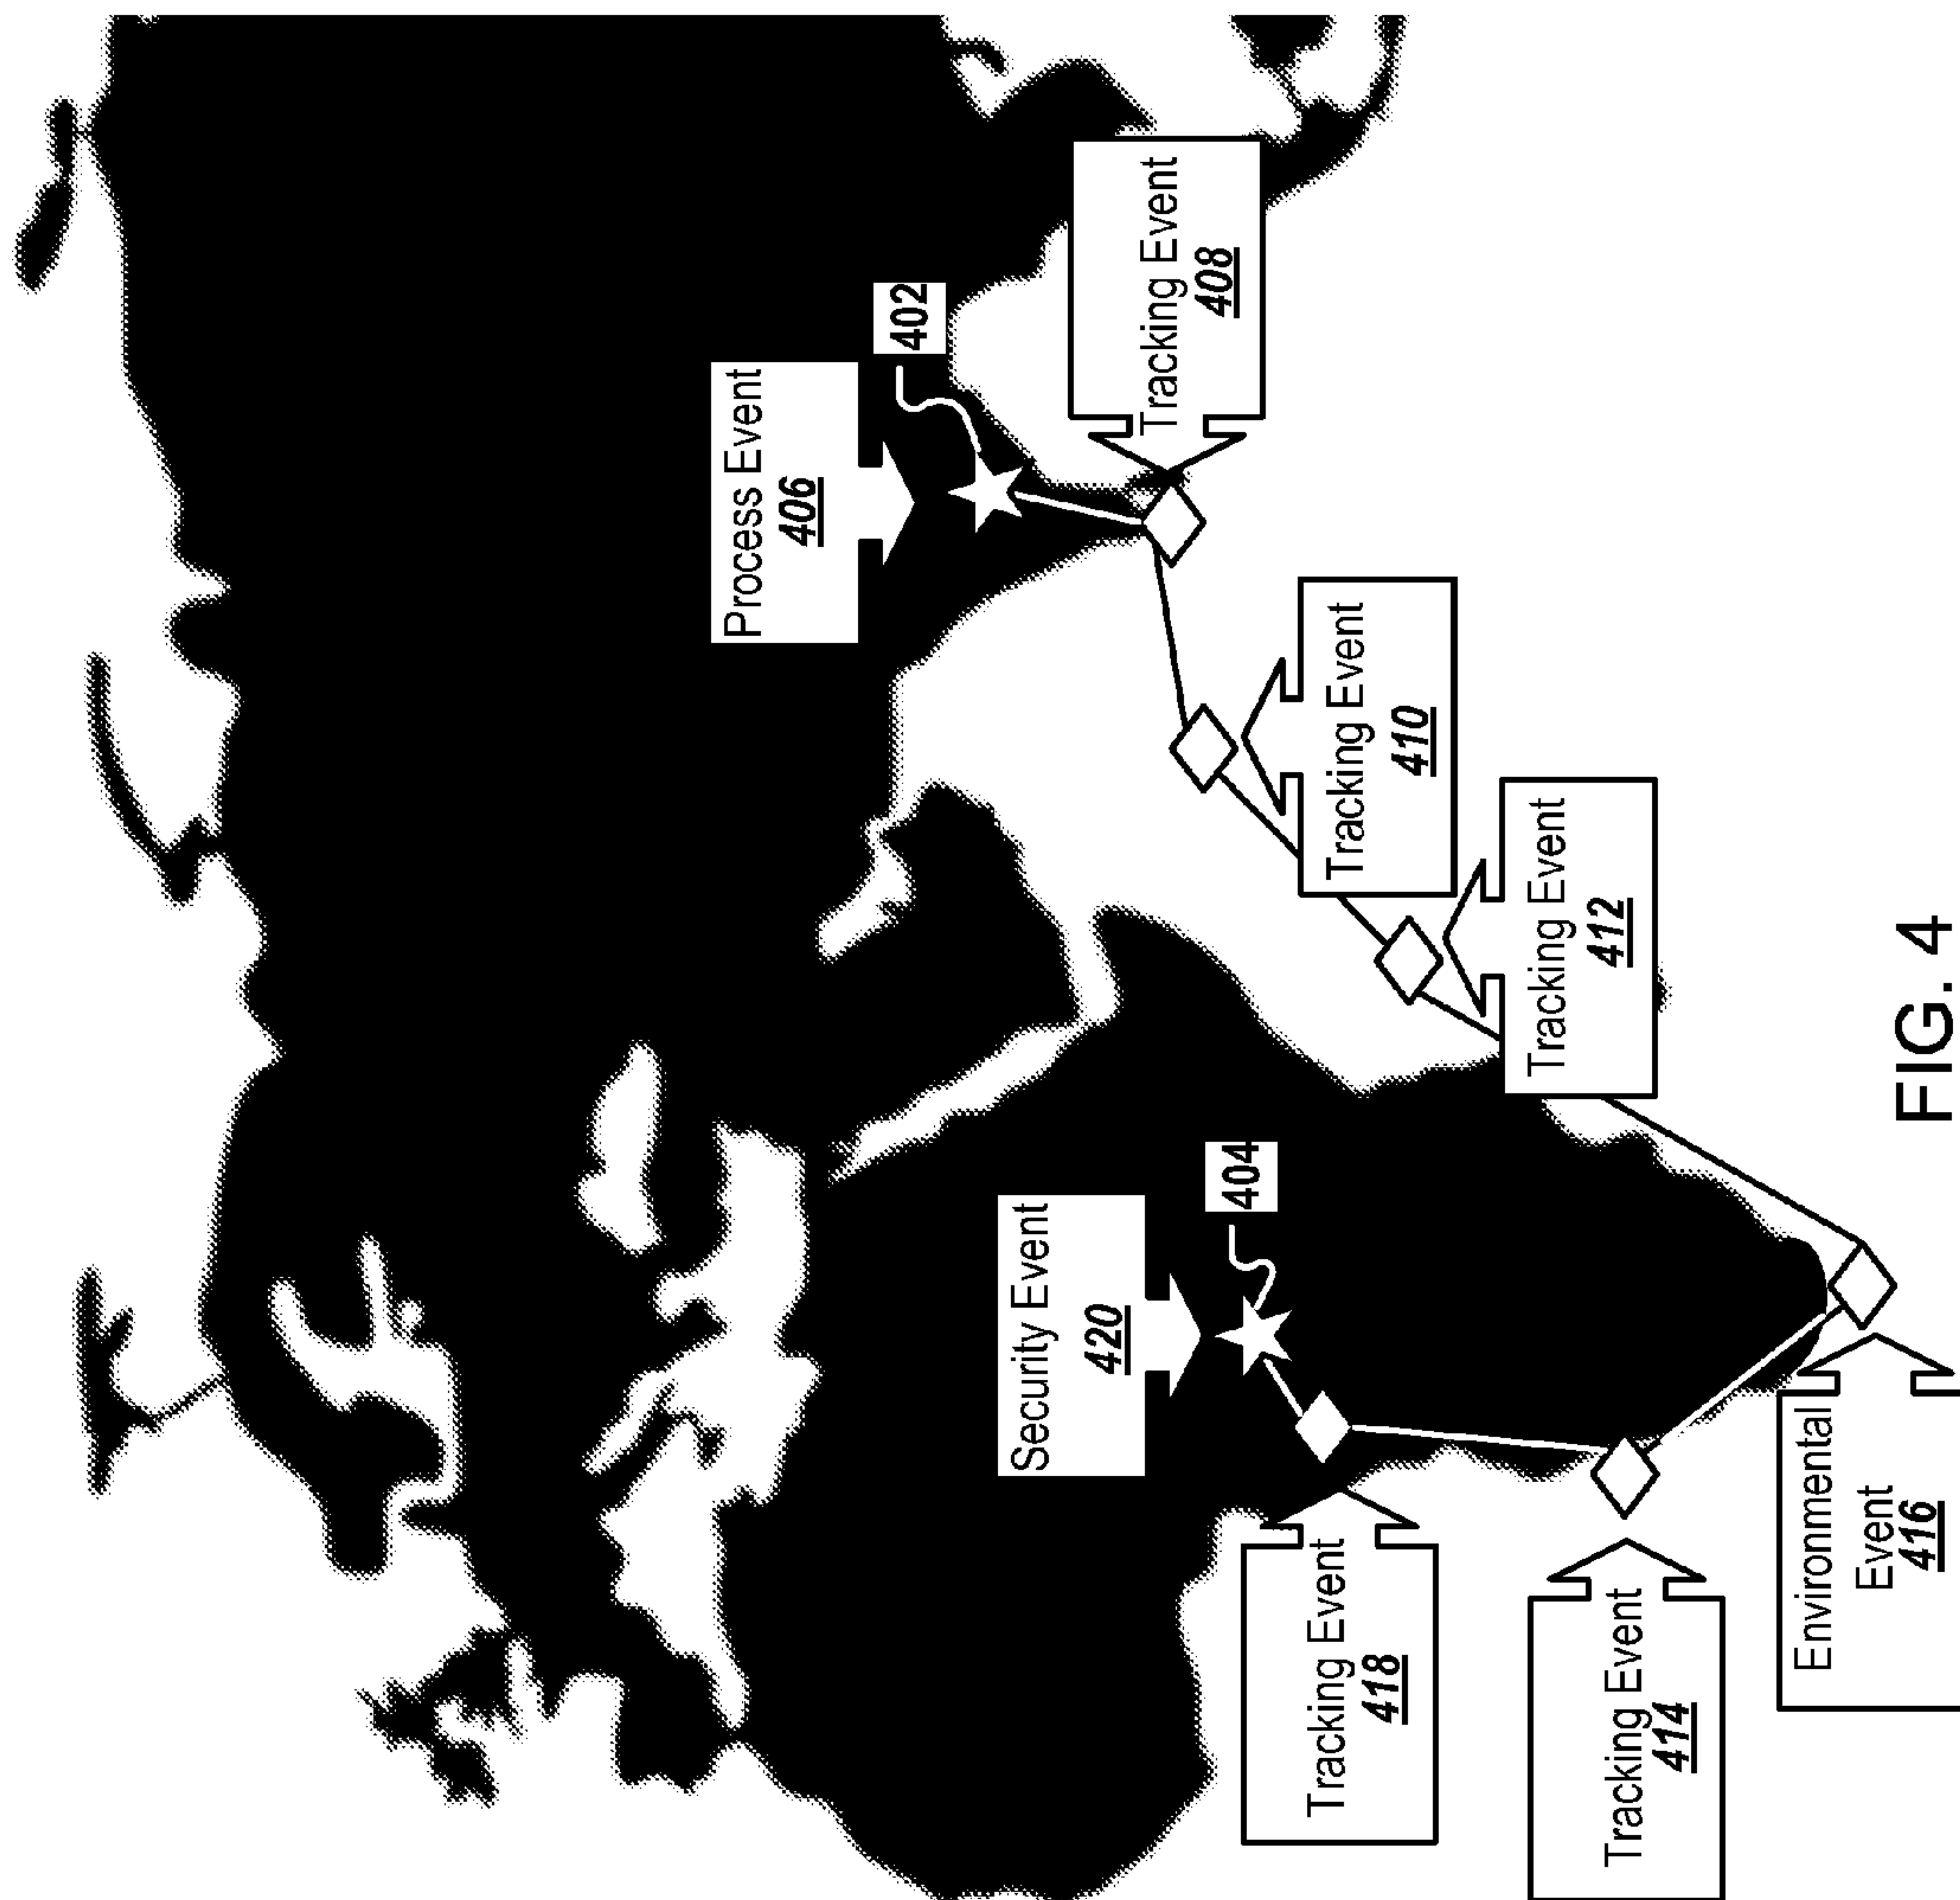 Process Event
406
402
Tracking Event
408
Tracking Event
410
Tracking Event
412
Security Event
420
404
Tracking Event
418
Tracking Event
414
Environmental
Event
416
FIG. 4